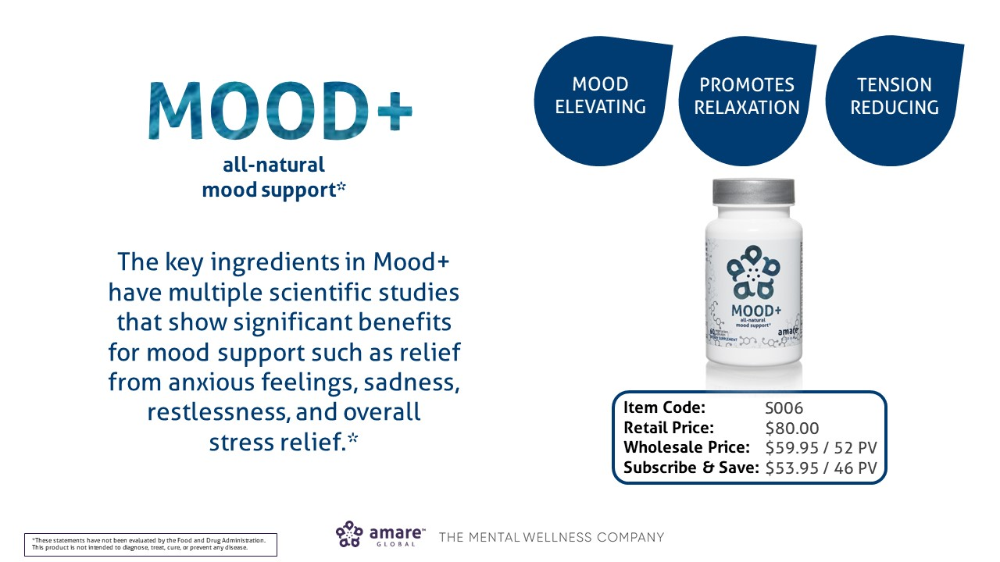 MOOD+
all-natural
mood support*
The key ingredients in Mood+
have multiple scientific studies
that show significant benefits
for mood support such as relief
from anxious feelings, sadness,
restlessness, and overall
stress relief.*
MOOD
ELEVATING
PROMOTES
RELAXATION
TENSION
REDUCING
MOOD+
all-natural
mood support*
60
DIETARY SUPPLEMENT
amare
Item Code: S006
Retail Price: $80.00
Wholesale Price: $59.95 / 52 PV
Subscribe & Save: $53.95 / 46 PV
*These statements have not been evaluated by the Food and Drug Administration.
This product is not intended to diagnose, treat, cure, or prevent any disease.
amare™
GLOBAL
THE MENTAL WELLNESS COMPANY